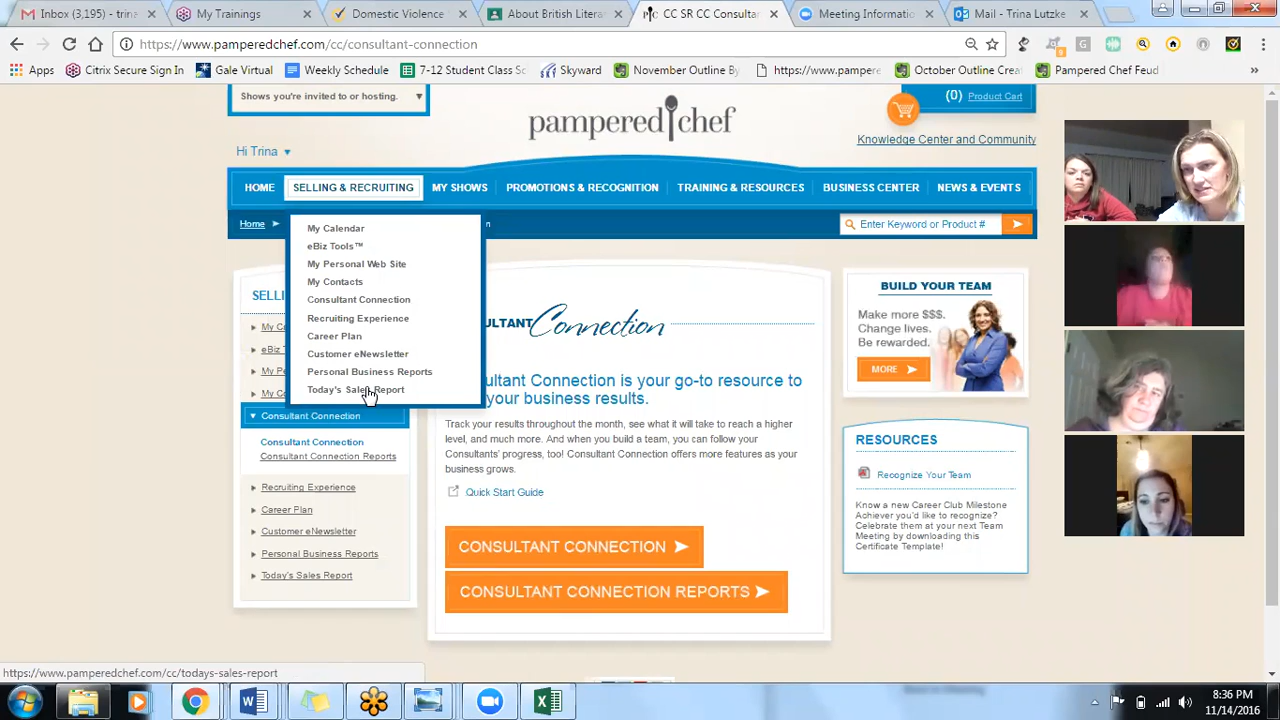 Inbox (3,195) - trina.l
My Trainings
Domestic Violence
About British Litera
CC SR CC Consulta
Meeting Informatio
Mail - Trina Lutzke
https://www.pamperedchef.com/cc/consultant-connection
Apps
Citrix Secure Sign In
Gale Virtual
Weekly Schedule
7-12 Student Class Sc
Skyward
November Outline By
https://www.pampere
October Outline Crea
Pampered Chef Feud
»
Shows you're invited to or hosting.
pampered chef
(0) Product Cart
Knowledge Center and Community
Hi Trina
HOME
SELLING & RECRUITING
MY SHOWS
PROMOTIONS & RECOGNITION
TRAINING & RESOURCES
BUSINESS CENTER
NEWS & EVENTS
Home
Enter Keyword or Product #
My Calendar
eBiz Tools™
My Personal Web Site
My Contacts
Consultant Connection
Recruiting Experience
Career Plan
Customer eNewsletter
Personal Business Reports
Today's Sales Report
SELLI
My C
eBiz T
My Pe
My C
Consultant Connection
Consultant Connection
Consultant Connection Reports
Recruiting Experience
Career Plan
Customer eNewsletter
Personal Business Reports
Today's Sales Report
ULTANT Connection
sultant Connection is your go-to resource to
your business results.
Track your results throughout the month, see what it will take to reach a higher
level, and much more. And when you build a team, you can follow your
Consultants' progress, too! Consultant Connection offers more features as your
business grows.
Quick Start Guide
CONSULTANT CONNECTION
CONSULTANT CONNECTION REPORTS
BUILD YOUR TEAM
Make more $$$.
Change lives.
Be rewarded.
MORE
RESOURCES
Recognize Your Team
Know a new Career Club Milestone
Achiever you'd like to recognize?
Celebrate them at your next Team
Meeting by downloading this
Certificate Template!
https://www.pamperedchef.com/cc/todays-sales-report
8:36 PM
11/14/2016